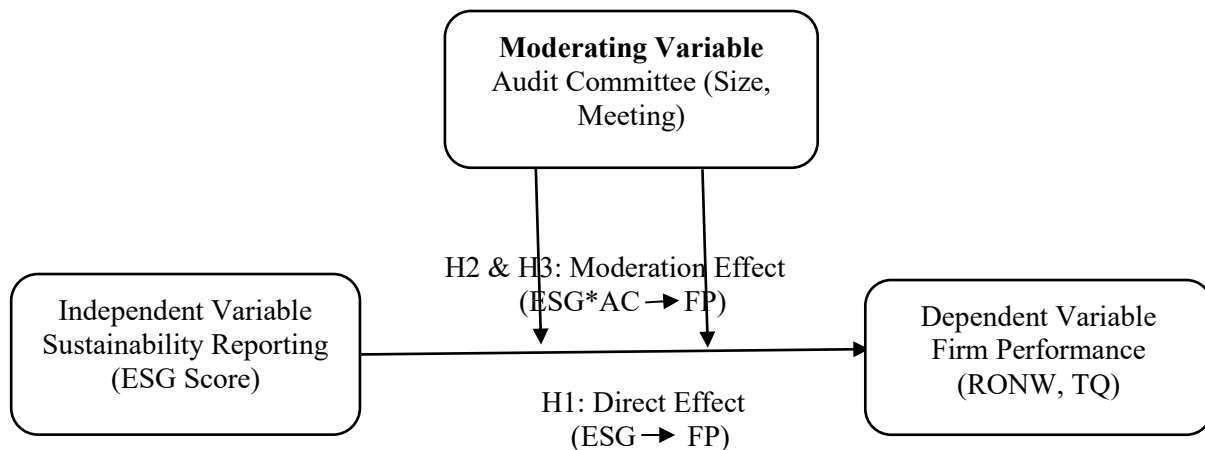 Moderating Variable
Audit Committee (Size,
Meeting)
H2 & H3: Moderation Effect
(ESG*AC → FP)
Independent Variable
Sustainability Reporting
(ESG Score)
Dependent Variable
Firm Performance
(RONW, TQ)
H1: Direct Effect
(ESG → FP)